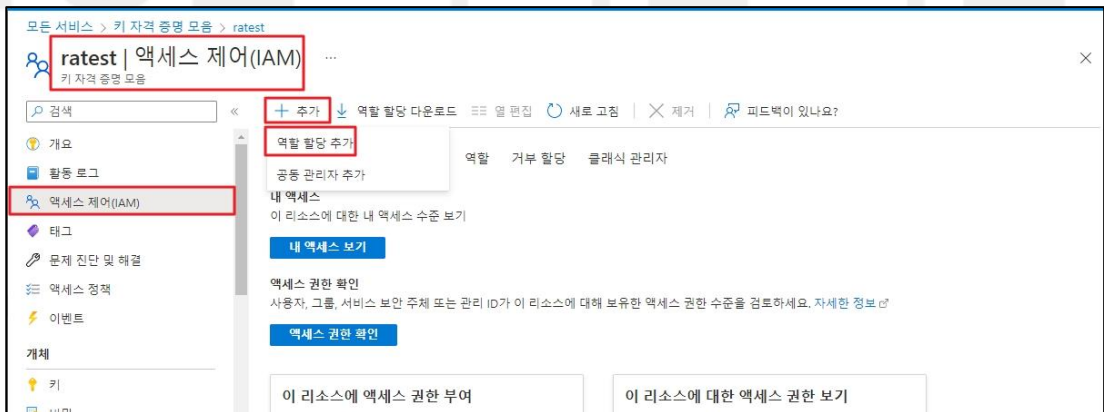 모든 서비스 > 키 자격 증명 모음 > ratest
ratest | 액세스 제어(IAM) ...
키 자격 증명 모음
검색 «
+ 추가 역할 할당 다운로드 열 편집 새로 고침 제거 피드백이 있나요?
개요
활동 로그
액세스 제어(IAM)
태그
문제 진단 및 해결
액세스 정책
이벤트
개체
키
역할 할당 추가
공동 관리자 추가
역할 거부 할당 클래식 관리자
내 액세스
이 리소스에 대한 내 액세스 수준 보기
내 액세스 보기
액세스 권한 확인
사용자, 그룹, 서비스 보안 주체 또는 관리 ID가 이 리소스에 대해 보유한 액세스 권한 수준을 검토하세요. 자세한 정보
액세스 권한 확인
이 리소스에 액세스 권한 부여
이 리소스에 대한 액세스 권한 보기